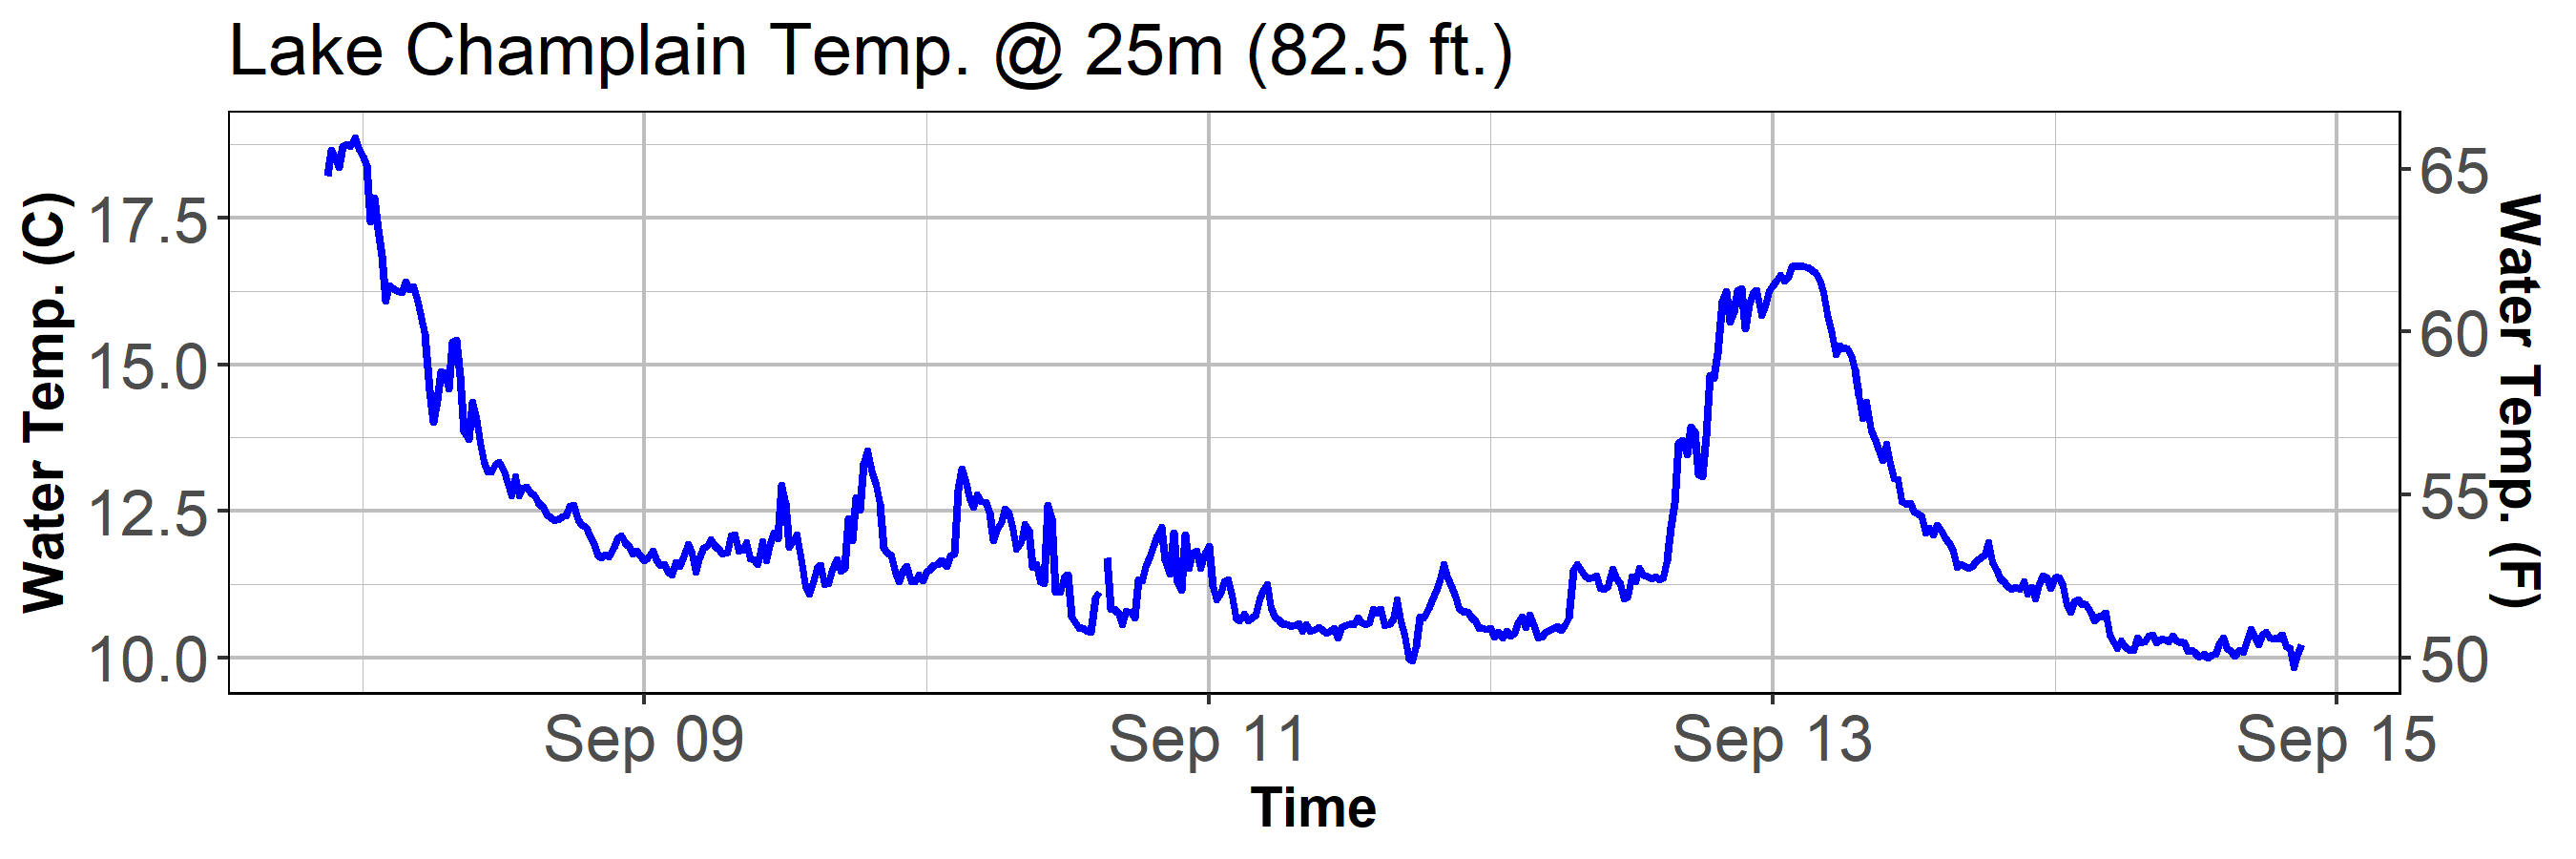 Lake Champlain Temp. @ 25m (82.5 ft.)
Water Temp. (C)
17.5
15.0
12.5
10.0
65
60
55
50
Water Temp. (F)
Sep 09 Sep 11 Sep 13 Sep 15
Time